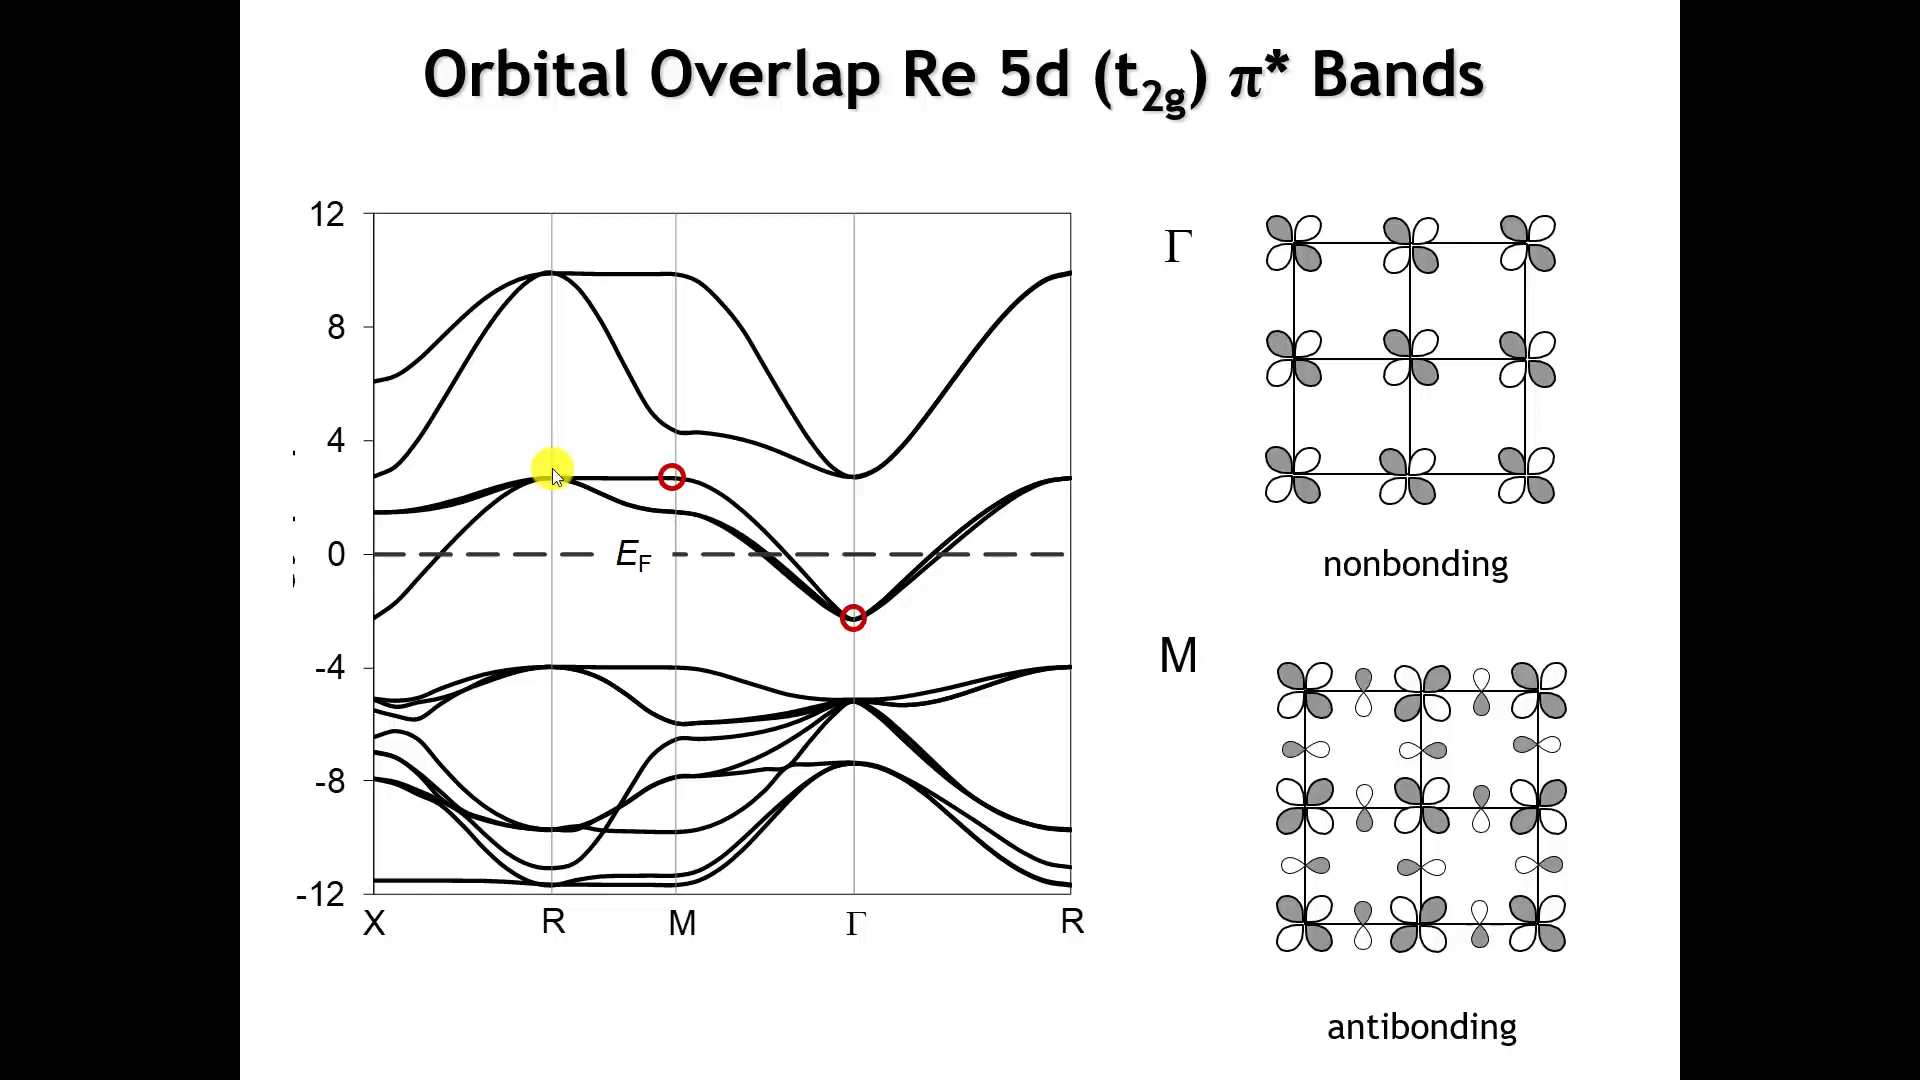 Orbital Overlap Re 5d (t2g) π* Bands
12
8
4
0
-4
-8
-12
EF
X R M Γ R
Γ
nonbonding
M
antibonding